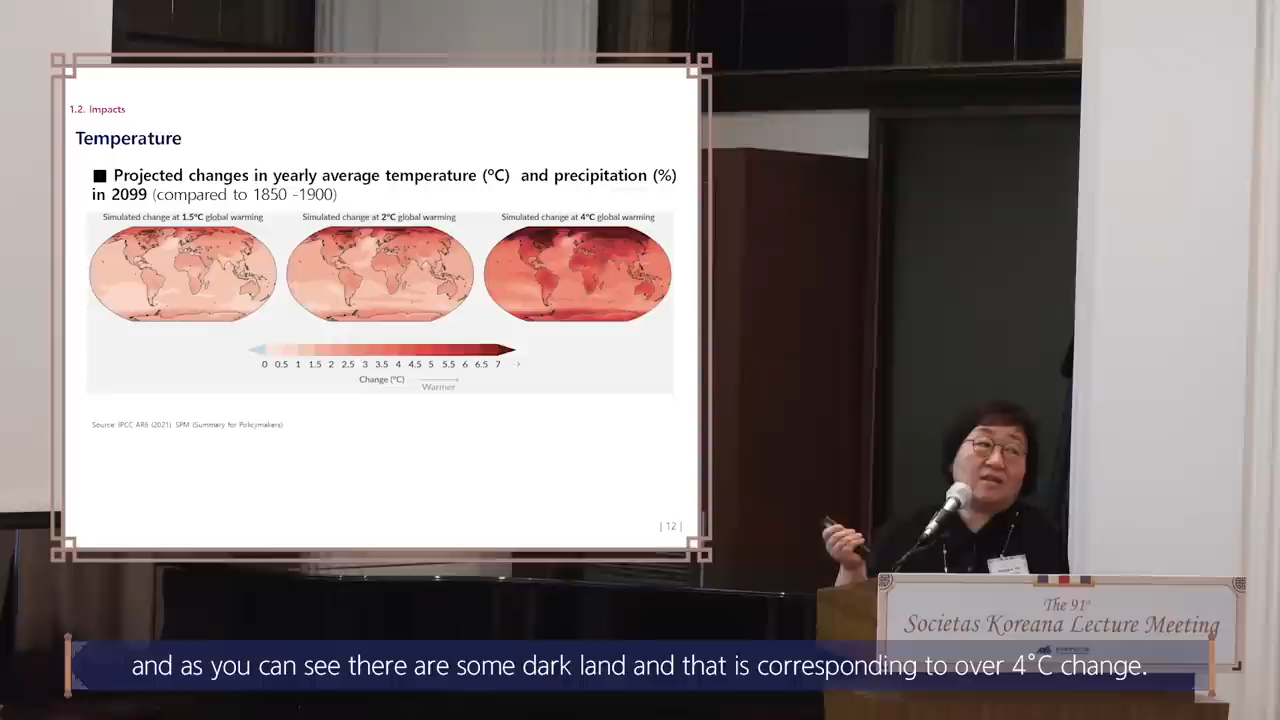 1.2. Impacts
Temperature
■ Projected changes in yearly average temperature (℃) and precipitation (%)
in 2099 (compared to 1850 -1900)
Simulated change at 1.5°C global warming
Simulated change at 2°C global warming
Simulated change at 4°C global warming
0 0.5 1 1.5 2 2.5 3 3.5 4 4.5 5 5.5 6 6.5 7
Change (°C)
Warmer
Source: IPCC AR6 (2021) SPM (Summary for Policymakers)
| 12 |
The 91st
Societas Koreana Lecture Meeting
and as you can see there are some dark land and that is corresponding to over 4˚C change.